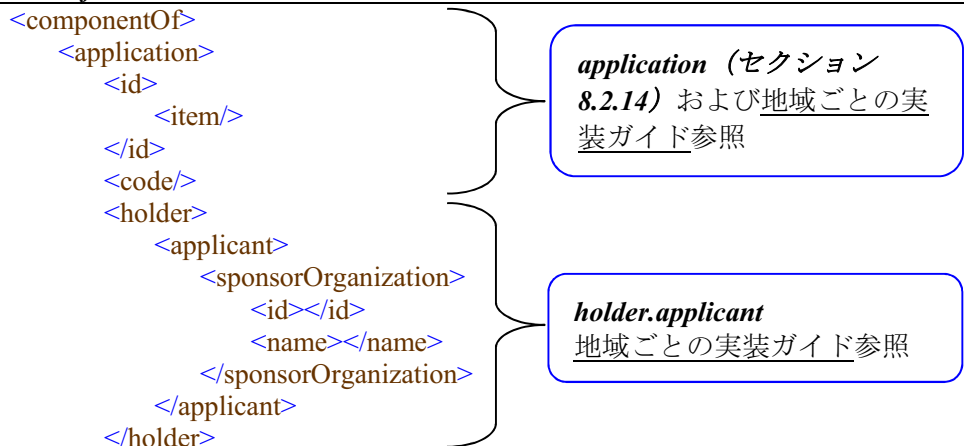 <componentOf>
<application>
<id>
<item/>
</id>
<code/>
<holder>
<applicant>
<sponsorOrganization>
<id></id>
<name></name>
</sponsorOrganization>
</applicant>
</holder>
application（セクション
8.2.14）および地域ごとの実
装ガイド参照
holder.applicant
地域ごとの実装ガイド参照